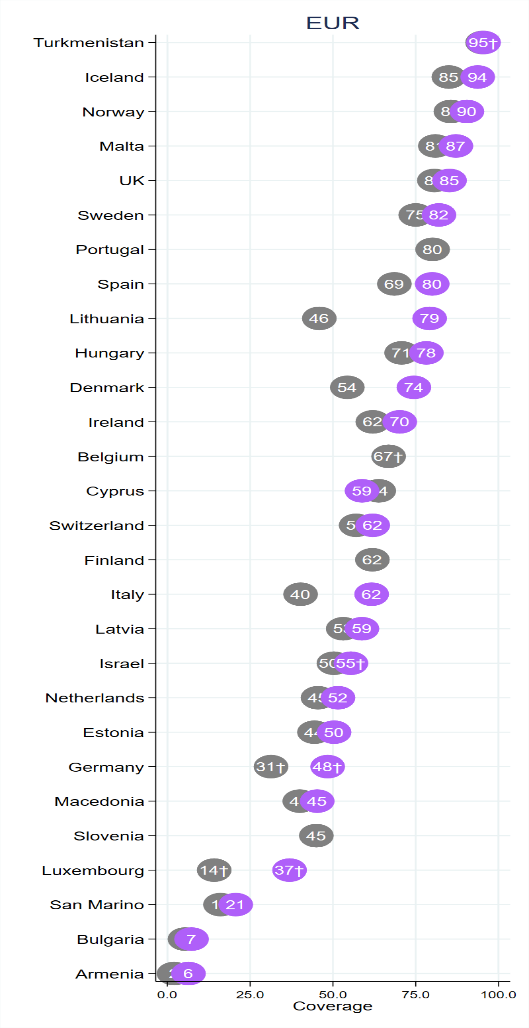 EUR
Turkmenistan 95†
Iceland 85 94
Norway 90
Malta 87
UK 85
Sweden 75 82
Portugal 80
Spain 69 80
Lithuania 46 79
Hungary 71 78
Denmark 54 74
Ireland 62 70
Belgium 67†
Cyprus 59
Switzerland 62
Finland 62
Italy 40 62
Latvia 59
Israel 50 55†
Netherlands 45 52
Estonia 44 50
Germany 31† 48†
Macedonia 45
Slovenia 45
Luxembourg 14† 37†
San Marino 21
Bulgaria 7
Armenia 6
0.0 25.0 50.0 75.0 100.0
Coverage